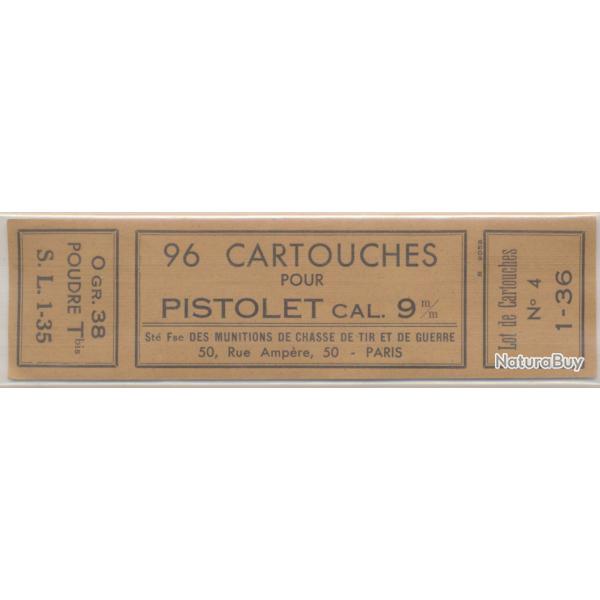 O GR. 38
POUDRE Tbis
S. L. 1-35
96 CARTOUCHES
POUR
PISTOLET CAL. 9 m/m
Sté Fse DES MUNITIONS DE CHASSE DE TIR ET DE GUERRE
50, Rue Ampère, 50 - PARIS
Lot de Cartouches
No 4
1-36
NaturaBuy